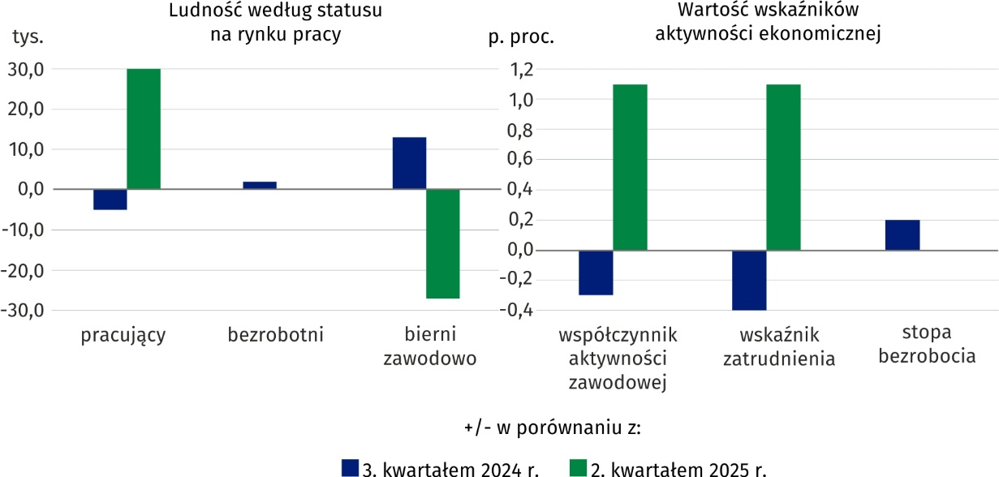 Ludność według statusu
na rynku pracy
tys.
30,0
20,0
10,0
0,0
-10,0
-20,0
-30,0
pracujący
bezrobotni
bierni
zawodowo
Wartość wskaźników
aktywności ekonomicznej
p. proc.
1,2
1,0
0,8
0,6
0,4
0,2
0,0
-0,2
-0,4
współczynnik
aktywności
zawodowej
wskaźnik
zatrudnienia
stopa
bezrobocia
+/- w porównaniu z:
3. kwartałem 2024 r.
2. kwartałem 2025 r.